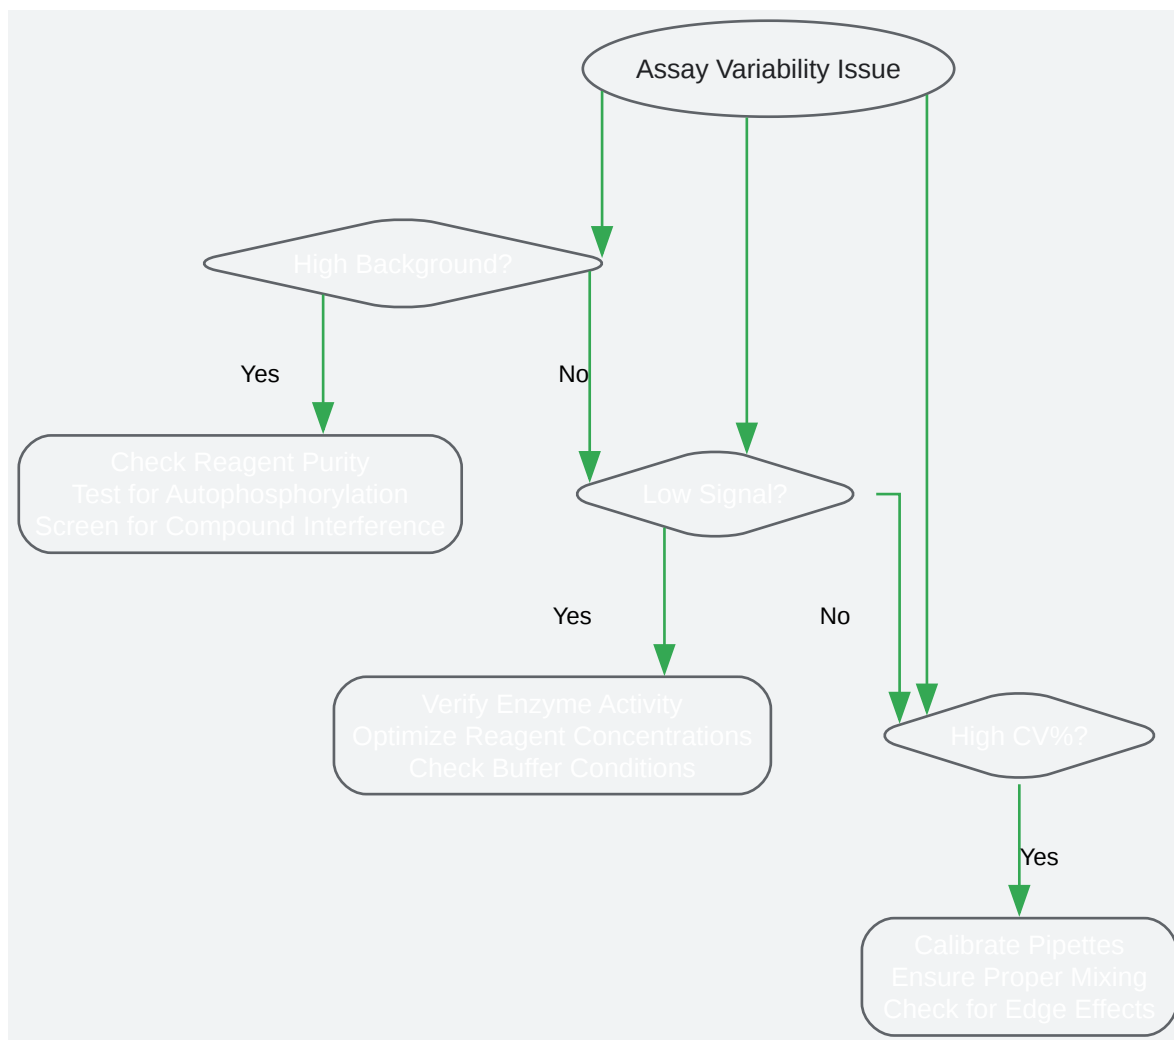 Assay Variability Issue
High Background?
Yes
No
Check Reagent Purity
Test for Autophosphorylation
Screen for Compound Interference
Low Signal?
Yes
No
Verify Enzyme Activity
Optimize Reagent Concentrations
Check Buffer Conditions
High CV%?
Yes
Calibrate Pipettes
Ensure Proper Mixing
Check for Edge Effects